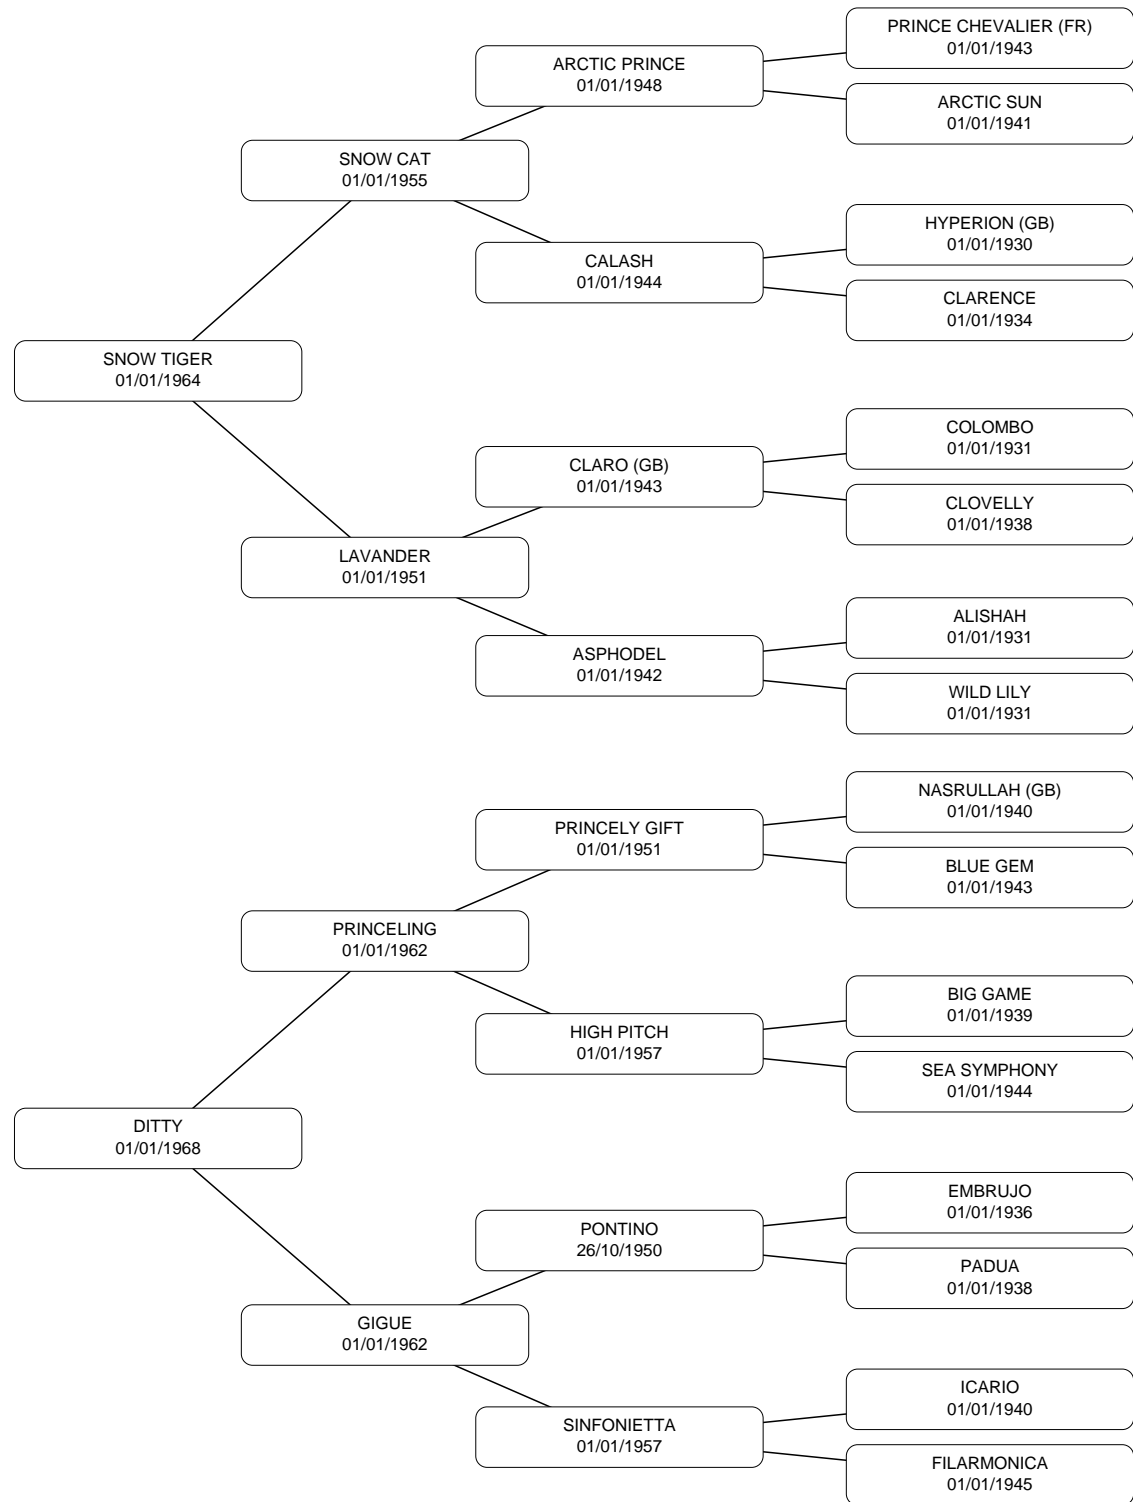 PRINCE CHEVALIER (FR)
01/01/1943
ARCTIC PRINCE
01/01/1948
ARCTIC SUN
01/01/1941
SNOW CAT
01/01/1955
HYPERION (GB)
01/01/1930
CALASH
01/01/1944
CLARENCE
01/01/1934
SNOW TIGER
01/01/1964
COLOMBO
01/01/1931
CLARO (GB)
01/01/1943
CLOVELLY
01/01/1938
LAVANDER
01/01/1951
ALISHAH
01/01/1931
ASPHODEL
01/01/1942
WILD LILY
01/01/1931
NASRULLAH (GB)
01/01/1940
PRINCELY GIFT
01/01/1951
BLUE GEM
01/01/1943
PRINCELING
01/01/1962
BIG GAME
01/01/1939
HIGH PITCH
01/01/1957
SEA SYMPHONY
01/01/1944
DITTY
01/01/1968
EMBRUJO
01/01/1936
PONTINO
26/10/1950
PADUA
01/01/1938
GIGUE
01/01/1962
ICARIO
01/01/1940
SINFONIETTA
01/01/1957
FILARMONICA
01/01/1945